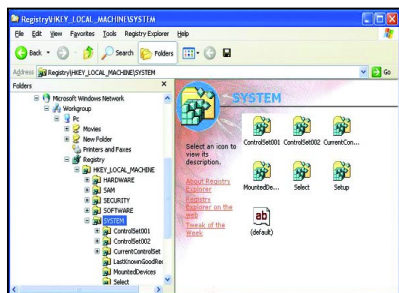 Registry\HKEY_LOCAL_MACHINE\SYSTEM
File Edit View Favorites Tools Registry Explorer Help
Back Search Folders
Address Registry\HKEY_LOCAL_MACHINE\SYSTEM Go
Folders x
Microsoft Windows Network
Workgroup
Pc
Movies
New Folder
Printers and Faxes
Registry
HKEY_LOCAL_MACHINE
HARDWARE
SAM
SECURITY
SOFTWARE
SYSTEM
ControlSet001
ControlSet002
CurrentControlSet
LastKnownGoodRec
MountedDevices
Select
SYSTEM
Select an icon to
view its
description.
About Registry
Explorer
Registry
Explorer on the
web
Tweak of the
Week
ControlSet001 ControlSet002 CurrentCon...
MountedDe... Select Setup
ab
(default)